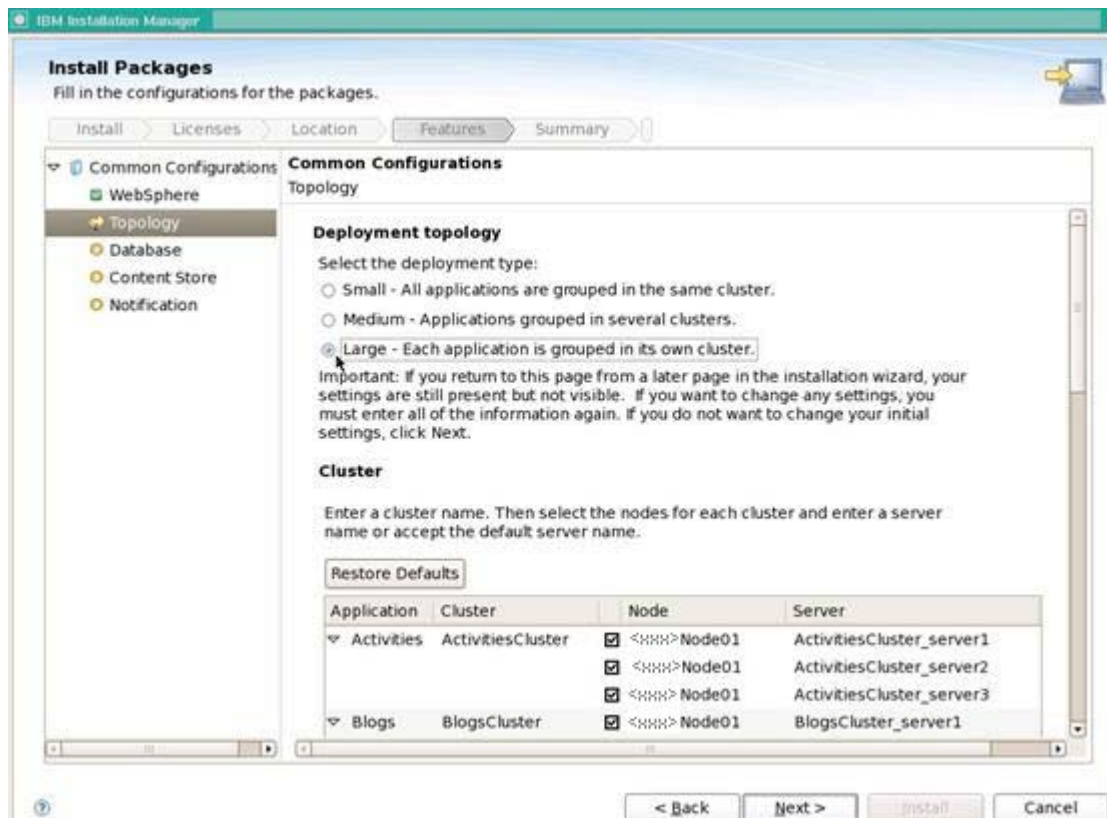 IBM Installation Manager
Install Packages
Fill in the configurations for the packages.
Install Licenses Location Features Summary
Common Configurations
WebSphere
Topology
Database
Content Store
Notification
Common Configurations
Topology
Deployment topology
Select the deployment type:
Small - All applications are grouped in the same cluster.
Medium - Applications grouped in several clusters.
Large - Each application is grouped in its own cluster.
Important: If you return to this page from a later page in the installation wizard, your
settings are still present but not visible. If you want to change any settings, you
must enter all of the information again. If you do not want to change your initial
settings, click Next.
Cluster
Enter a cluster name. Then select the nodes for each cluster and enter a server
name or accept the default server name.
Restore Defaults
Application Cluster Node Server
Activities ActivitiesCluster <xxx>Node01 ActivitiesCluster_server1
<xxx>Node01 ActivitiesCluster_server2
<xxx>Node01 ActivitiesCluster_server3
Blogs BlogsCluster <xxx>Node01 BlogsCluster_server1
< Back Next > Install Cancel